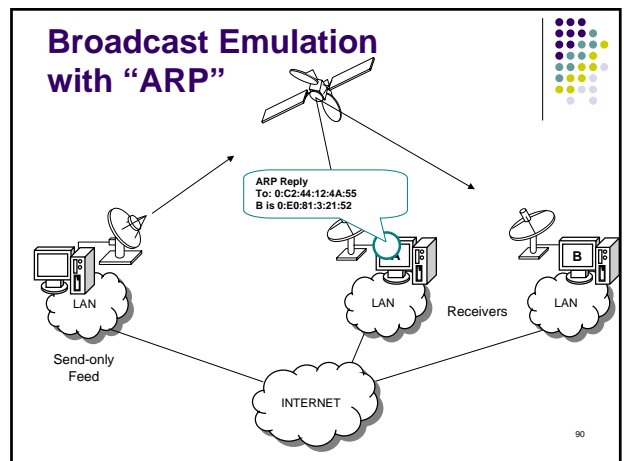 Broadcast Emulation
with “ARP”
ARP Reply
To: 0:C2:44:12:4A:55
B is 0:E0:81:3:21:52
A
B
LAN
LAN
Receivers
LAN
Send-only
Feed
INTERNET
90